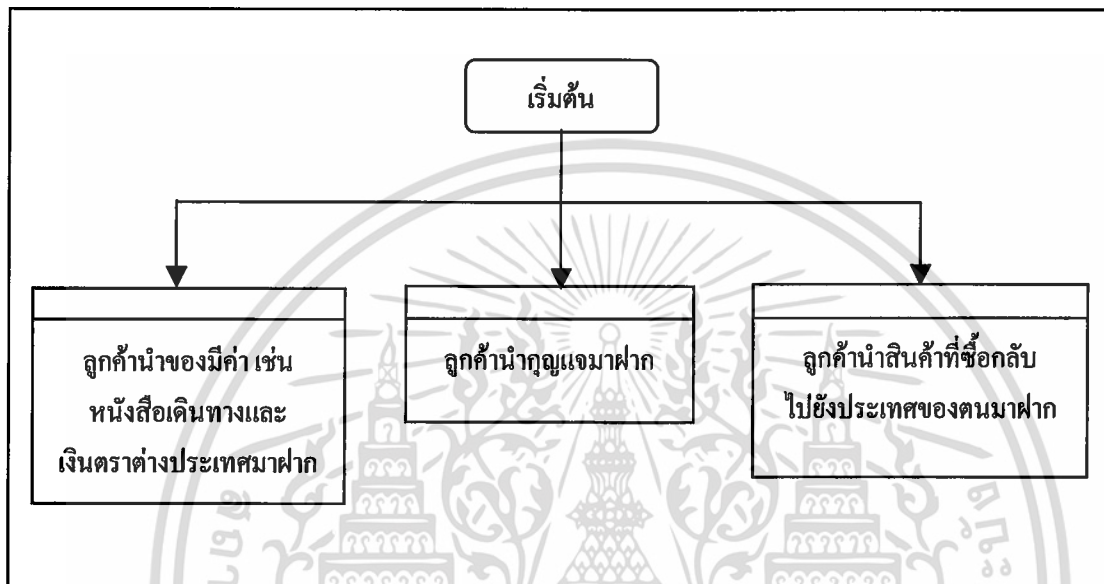 เริ่มต้น
ลูกค้านำของมีค่า เช่น
หนังสือเดินทางและ
เงินตราต่างประเทศมาฝาก
ลูกค้านำกุญแจมาฝาก
ลูกค้านำสินค้าที่ซื้อกลับ
ไปยังประเทศของตนมาฝาก